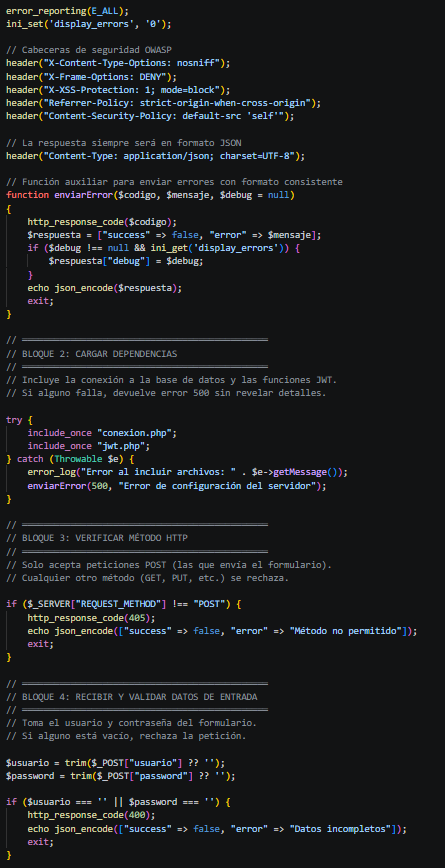 error_reporting(E_ALL);
ini_set('display_errors', '0');
// Cabeceras de seguridad OWASP
header("X-Content-Type-Options: nosniff");
header("X-Frame-Options: DENY");
header("X-XSS-Protection: 1; mode=block");
header("Referrer-Policy: strict-origin-when-cross-origin");
header("Content-Security-Policy: default-src 'self'");
// La respuesta siempre será en formato JSON
header("Content-Type: application/json; charset=UTF-8");
// Función auxiliar para enviar errores con formato consistente
function enviarError($codigo, $mensaje, $debug = null)
{
    http_response_code($codigo);
    $respuesta = ["success" => false, "error" => $mensaje];
    if ($debug !== null && ini_get('display_errors')) {
        $respuesta["debug"] = $debug;
    }
    echo json_encode($respuesta);
    exit;
}
// ══════════════════════════════════════════════
// BLOQUE 2: CARGAR DEPENDENCIAS
// ══════════════════════════════════════════════
// Incluye la conexión a la base de datos y las funciones JWT.
// Si alguno falla, devuelve error 500 sin revelar detalles.
try {
    include_once "conexion.php";
    include_once "jwt.php";
} catch (Throwable $e) {
    error_log("Error al incluir archivos: " . $e->getMessage());
    enviarError(500, "Error de configuración del servidor");
}
// ══════════════════════════════════════════════
// BLOQUE 3: VERIFICAR MÉTODO HTTP
// ══════════════════════════════════════════════
// Solo acepta peticiones POST (las que envía el formulario).
// Cualquier otro método (GET, PUT, etc.) se rechaza.
if ($_SERVER["REQUEST_METHOD"] !== "POST") {
    http_response_code(405);
    echo json_encode(["success" => false, "error" => "Método no permitido"]);
    exit;
}
// ══════════════════════════════════════════════
// BLOQUE 4: RECIBIR Y VALIDAR DATOS DE ENTRADA
// ══════════════════════════════════════════════
// Toma el usuario y contraseña del formulario.
// Si alguno está vacío, rechaza la petición.
$usuario = trim($_POST["usuario"] ?? '');
$password = trim($_POST["password"] ?? '');
if ($usuario === '' || $password === '') {
    http_response_code(400);
    echo json_encode(["success" => false, "error" => "Datos incompletos"]);
    exit;
}